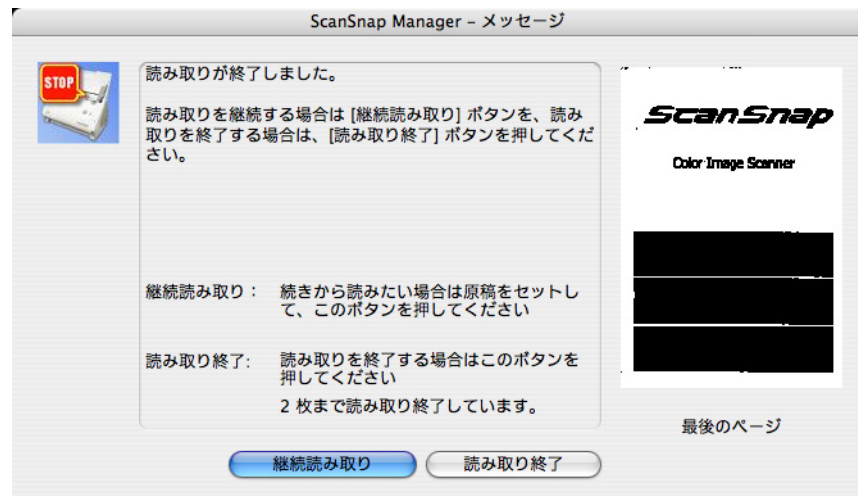 ScanSnap Manager – メッセージ
STOP
読み取りが終了しました。
読み取りを継続する場合は [継続読み取り] ボタンを、読み
取りを終了する場合は、[読み取り終了] ボタンを押してくだ
さい。
継続読み取り： 続きから読みたい場合は原稿をセットし
て、このボタンを押してください
読み取り終了: 読み取りを終了する場合はこのボタンを
押してください
2 枚まで読み取り終了しています。
ScanSnap
Color Image Scanner
最後のページ
継続読み取り
読み取り終了